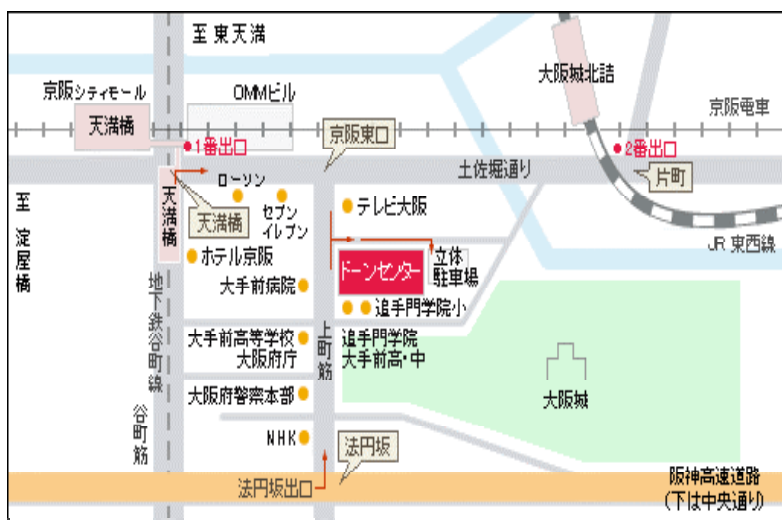 至 東天満
京阪シティモール
OMMビル
大阪城北詰
天満橋
京阪電車
1番出口
京阪東口
2番出口
土佐堀通り
片町
ローソン
天満橋
天満橋
セブン
イレブン
テレビ大阪
至 淀屋橋
ホテル京阪
ドーンセンター
立体
駐車場
JR 東西線
大手前病院
追手門学院小
地下鉄谷町線
大手前高等学校
大阪府庁
上町筋
追手門学院
大手前高・中
大阪府警察本部
大阪城
谷町筋
NHK
法円坂
法円坂出口
阪神高速道路
(下は中央通り)